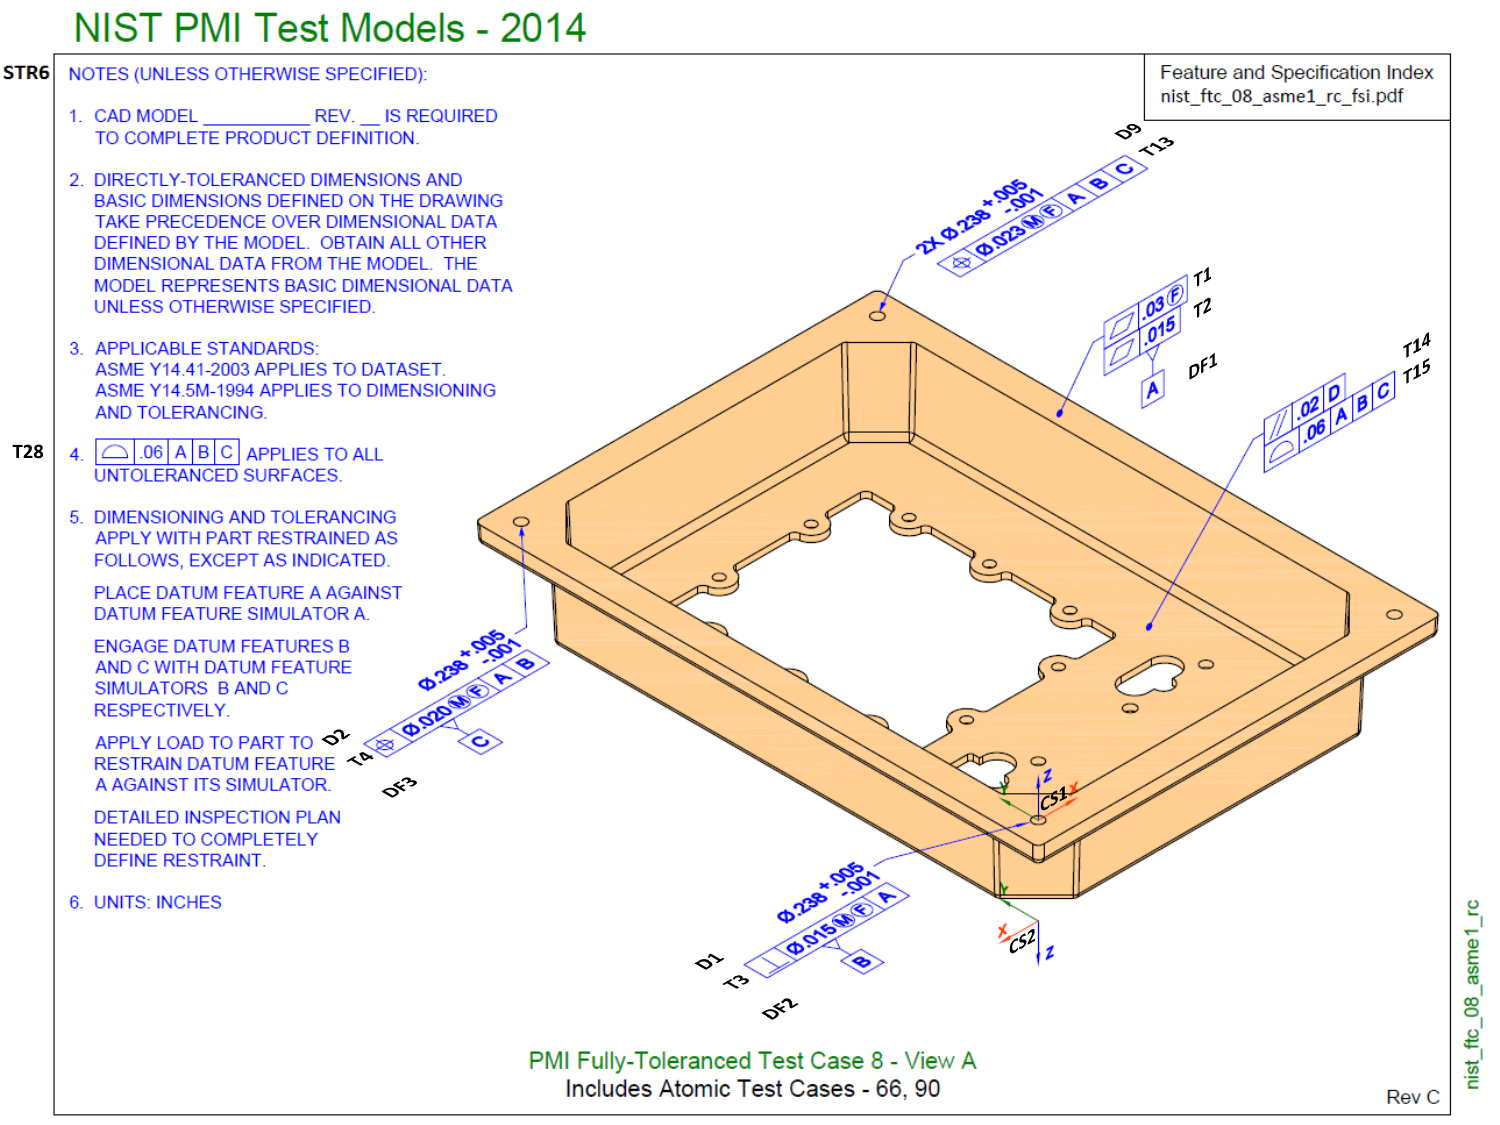 NIST PMI Test Models - 2014
STR6
NOTES (UNLESS OTHERWISE SPECIFIED):
1. CAD MODEL ___________ REV. __ IS REQUIRED
TO COMPLETE PRODUCT DEFINITION.
2. DIRECTLY-TOLERANCED DIMENSIONS AND
BASIC DIMENSIONS DEFINED ON THE DRAWING
TAKE PRECEDENCE OVER DIMENSIONAL DATA
DEFINED BY THE MODEL. OBTAIN ALL OTHER
DIMENSIONAL DATA FROM THE MODEL. THE
MODEL REPRESENTS BASIC DIMENSIONAL DATA
UNLESS OTHERWISE SPECIFIED.
3. APPLICABLE STANDARDS:
ASME Y14.41-2003 APPLIES TO DATASET.
ASME Y14.5M-1994 APPLIES TO DIMENSIONING
AND TOLERANCING.
T28
4. ⌓ .06 A B C APPLIES TO ALL
UNTOLERANCED SURFACES.
5. DIMENSIONING AND TOLERANCING
APPLY WITH PART RESTRAINED AS
FOLLOWS, EXCEPT AS INDICATED.
PLACE DATUM FEATURE A AGAINST
DATUM FEATURE SIMULATOR A.
ENGAGE DATUM FEATURES B
AND C WITH DATUM FEATURE
SIMULATORS B AND C
RESPECTIVELY.
APPLY LOAD TO PART TO
RESTRAIN DATUM FEATURE
A AGAINST ITS SIMULATOR.
DETAILED INSPECTION PLAN
NEEDED TO COMPLETELY
DEFINE RESTRAINT.
6. UNITS: INCHES
Feature and Specification Index
nist_ftc_08_asme1_rc_fsi.pdf
D9
T13
2X Ø.238 +.005
-.001
⌖ Ø.023 Ⓜ Ⓕ A B C
T1
.03 Ⓕ
T2
.015
A
DF1
T14
T15
// .02 D
⌓ .06 A B C
Ø.238 +.005
-.001
⌖ Ø.020 Ⓜ Ⓕ A B
C
D2
T4
DF3
Z
Y
X
CS1
Ø.238 +.005
-.001
⊥ Ø.015 Ⓜ Ⓕ A
B
D1
T3
DF2
Y
X
CS2
Z
PMI Fully-Toleranced Test Case 8 - View A
Includes Atomic Test Cases - 66, 90
Rev C
nist_ftc_08_asme1_rc